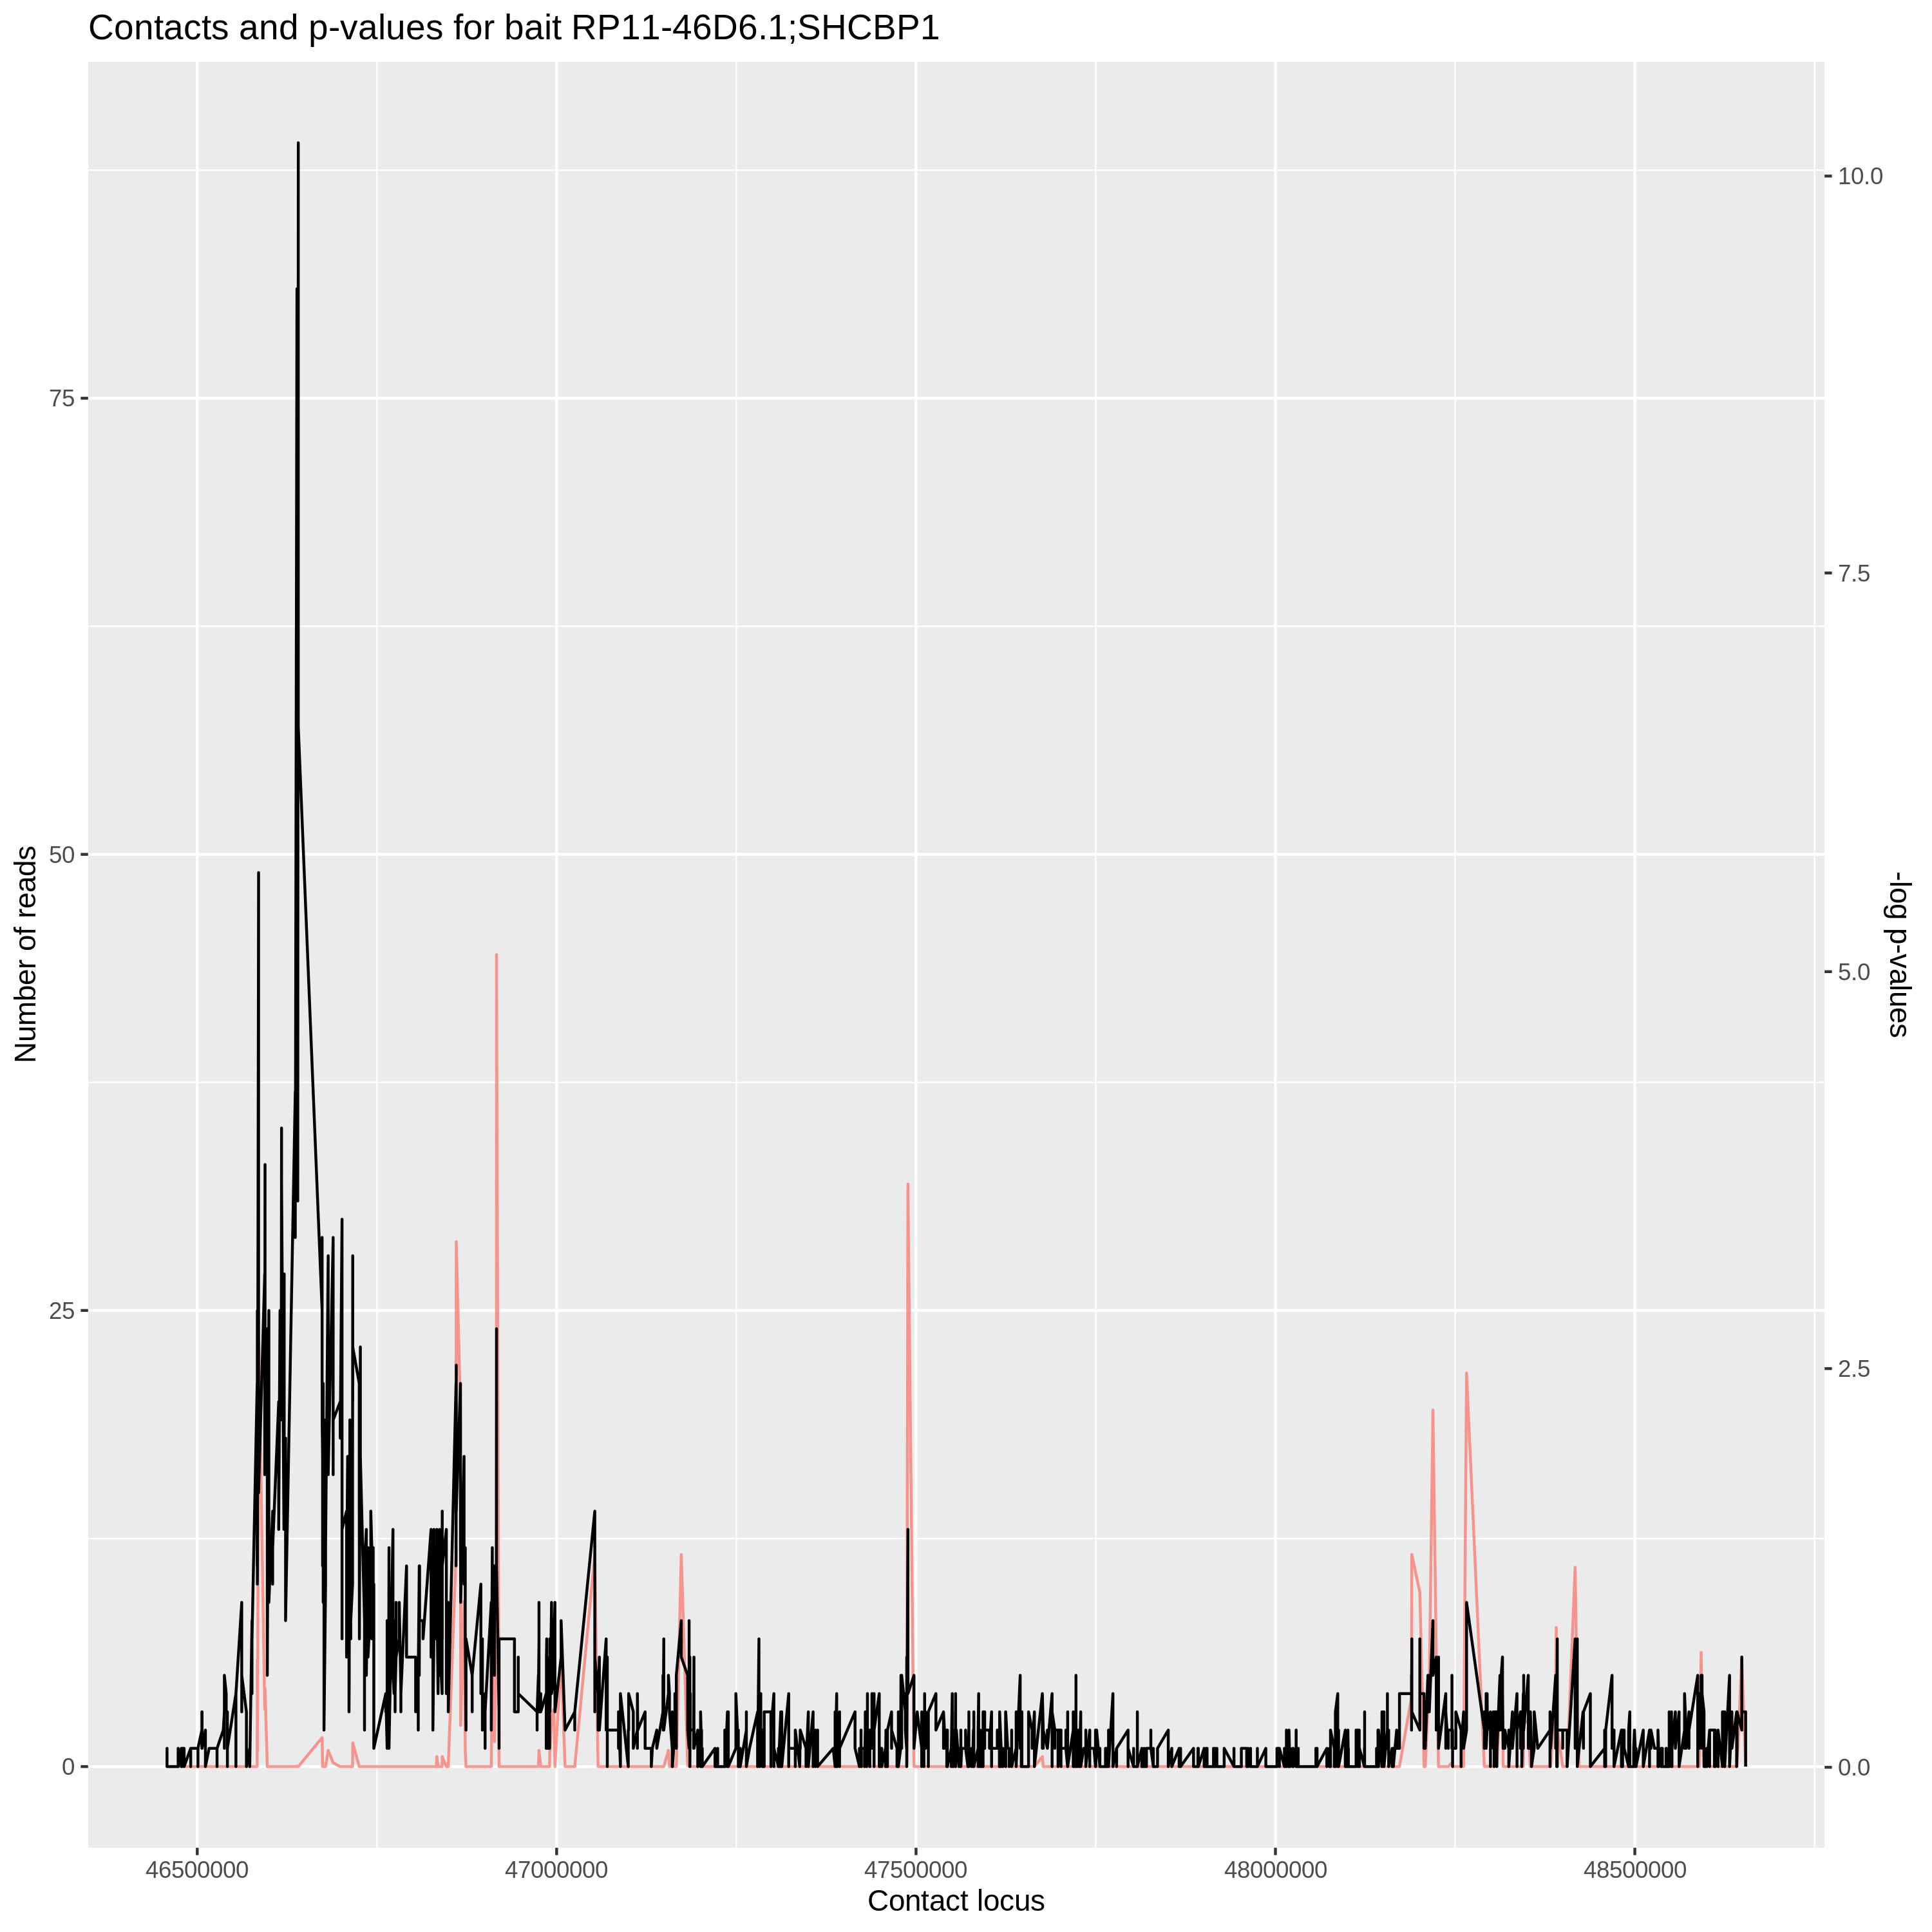 Contacts and p-values for bait RP11-46D6.1;SHCBP1
Number of reads
75
50
25
0
10.0
7.5
5.0
2.5
0.0
-log p-values
46500000 47000000 47500000 48000000 48500000
Contact locus